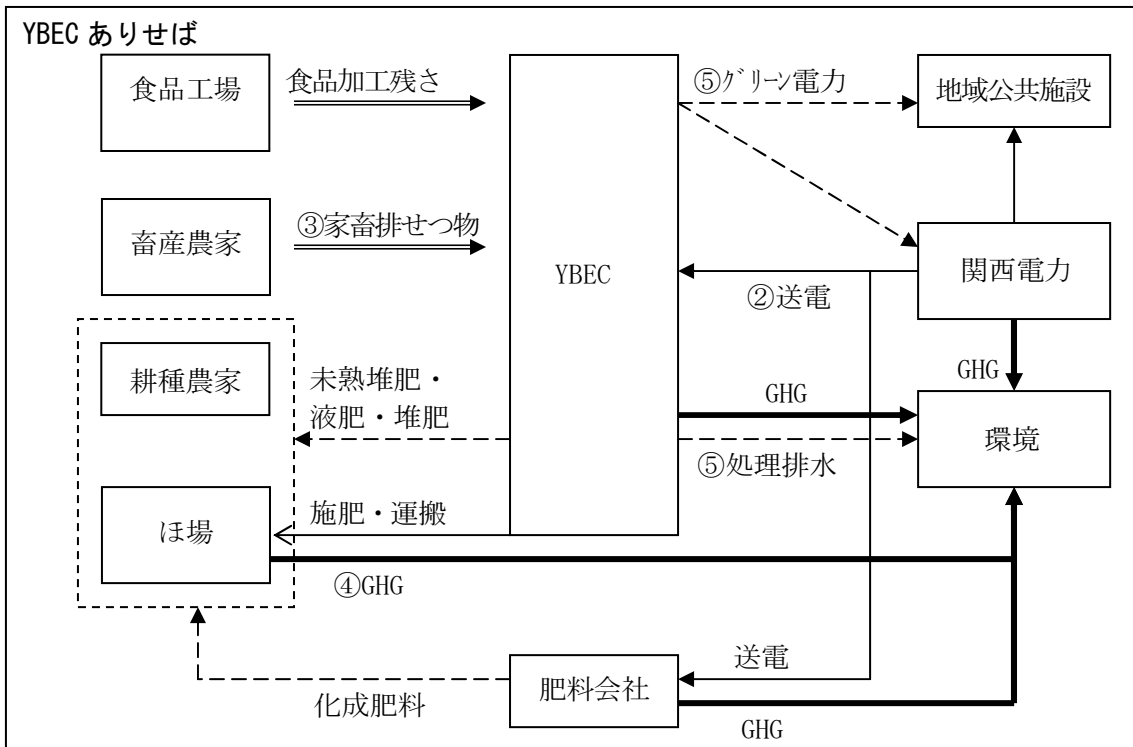 YBEC ありせば
食品工場
食品加工残さ
⑤グリーン電力
地域公共施設
畜産農家
③家畜排せつ物
YBEC
関西電力
②送電
GHG
耕種農家
未熟堆肥・
液肥・堆肥
GHG
環境
⑤処理排水
ほ場
施肥・運搬
④GHG
送電
肥料会社
化成肥料
GHG